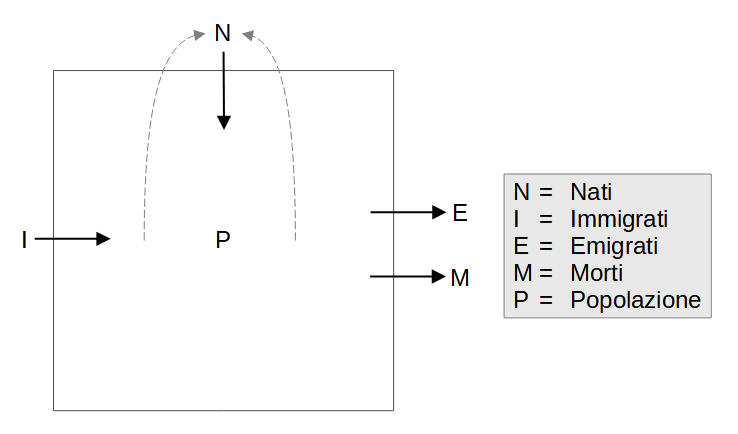 N
I
P
E
M
N = Nati
I = Immigrati
E = Emigrati
M = Morti
P = Popolazione